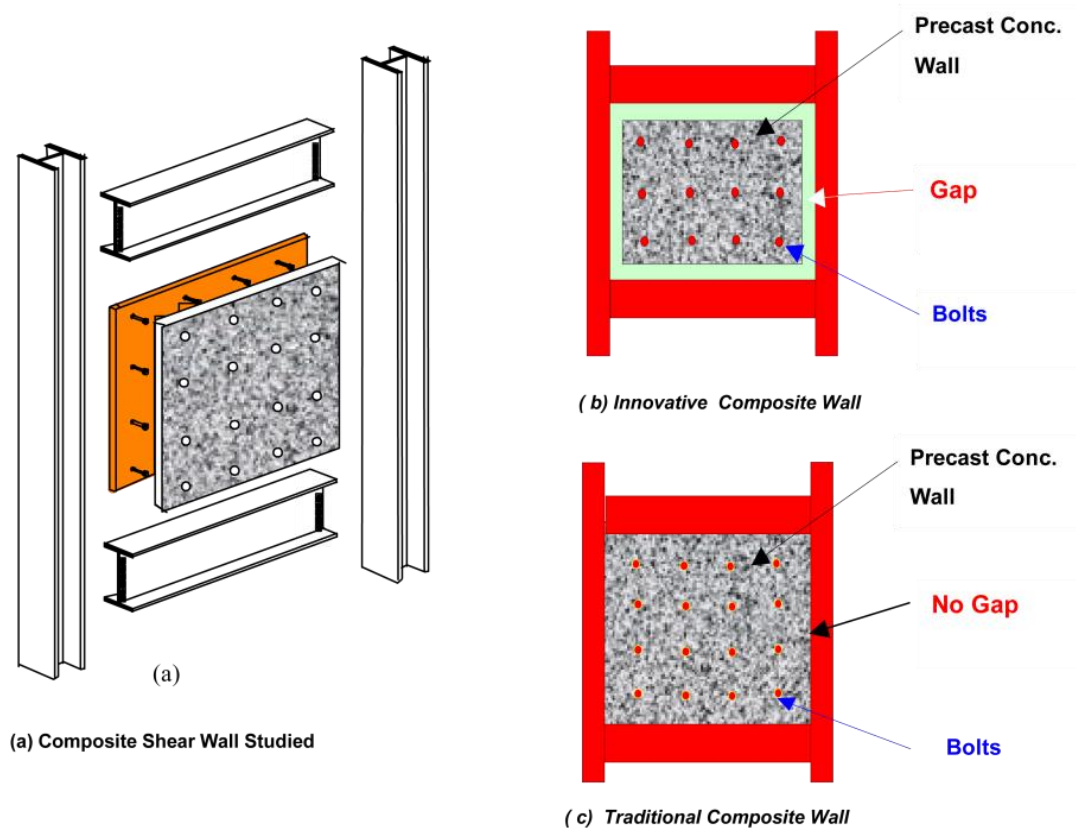 (a)
(a) Composite Shear Wall Studied
Precast Conc.
Wall
Gap
Bolts
( b) Innovative  Composite Wall
Precast Conc.
Wall
No Gap
Bolts
( c)  Traditional Composite Wall